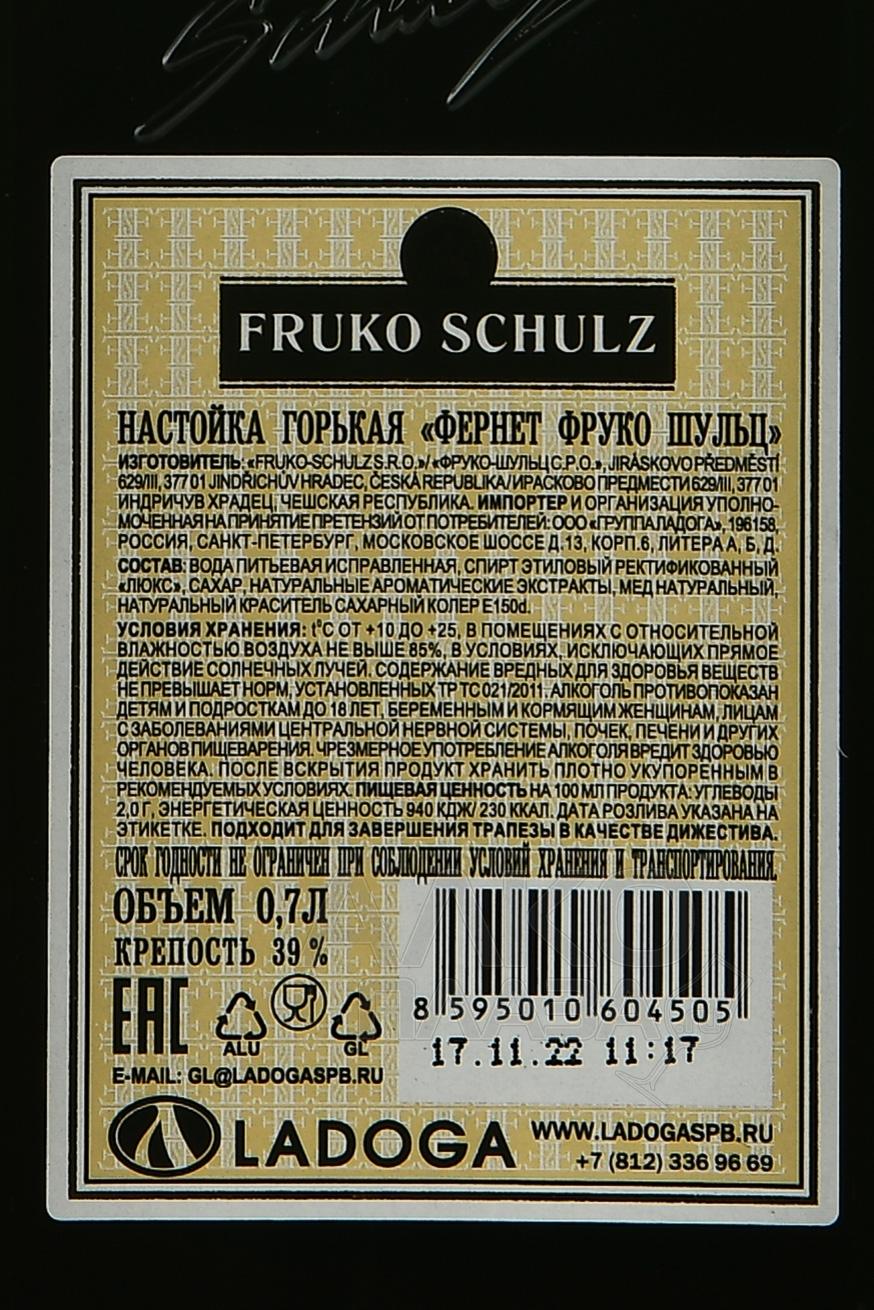 FRUKO SCHULZ
НАСТОЙКА ГОРЬКАЯ «ФЕРНЕТ ФРУКО ШУЛЬЦ»
ИЗГОТОВИТЕЛЬ: «FRUKO-SCHULZ S.R.O.»/ «ФРУКО-ШУЛЬЦ С.Р.О.», JIRÁSKOVO PŘEDMĚSTÍ
629/III, 377 01 JINDŘICHŮV HRADEC, ČESKÁ REPUBLIKA/ИРАСКОВО ПРЕДМЕСТИ 629/III, 377 01
ИНДРИЧУВ ХРАДЕЦ, ЧЕШСКАЯ РЕСПУБЛИКА. ИМПОРТЕР И ОРГАНИЗАЦИЯ УПОЛНО-
МОЧЕННАЯ НА ПРИНЯТИЕ ПРЕТЕНЗИЙ ОТ ПОТРЕБИТЕЛЕЙ: ООО «ГРУППА ЛАДОГА», 196158,
РОССИЯ, САНКТ-ПЕТЕРБУРГ, МОСКОВСКОЕ ШОССЕ Д.13, КОРП.6, ЛИТЕРА А, Б, Д.
СОСТАВ: ВОДА ПИТЬЕВАЯ ИСПРАВЛЕННАЯ, СПИРТ ЭТИЛОВЫЙ РЕКТИФИКОВАННЫЙ
«ЛЮКС», САХАР, НАТУРАЛЬНЫЕ АРОМАТИЧЕСКИЕ ЭКСТРАКТЫ, МЕД НАТУРАЛЬНЫЙ,
НАТУРАЛЬНЫЙ КРАСИТЕЛЬ САХАРНЫЙ КОЛЕР Е150d.
УСЛОВИЯ ХРАНЕНИЯ: t°С ОТ +10 ДО +25, В ПОМЕЩЕНИЯХ С ОТНОСИТЕЛЬНОЙ
ВЛАЖНОСТЬЮ ВОЗДУХА НЕ ВЫШЕ 85%, В УСЛОВИЯХ, ИСКЛЮЧАЮЩИХ ПРЯМОЕ
ДЕЙСТВИЕ СОЛНЕЧНЫХ ЛУЧЕЙ. СОДЕРЖАНИЕ ВРЕДНЫХ ДЛЯ ЗДОРОВЬЯ ВЕЩЕСТВ
НЕ ПРЕВЫШАЕТ НОРМ, УСТАНОВЛЕННЫХ ТР ТС 021/2011. АЛКОГОЛЬ ПРОТИВОПОКАЗАН
ДЕТЯМ И ПОДРОСТКАМ ДО 18 ЛЕТ, БЕРЕМЕННЫМ И КОРМЯЩИМ ЖЕНЩИНАМ, ЛИЦАМ
С ЗАБОЛЕВАНИЯМИ ЦЕНТРАЛЬНОЙ НЕРВНОЙ СИСТЕМЫ, ПОЧЕК, ПЕЧЕНИ И ДРУГИХ
ОРГАНОВ ПИЩЕВАРЕНИЯ. ЧРЕЗМЕРНОЕ УПОТРЕБЛЕНИЕ АЛКОГОЛЯ ВРЕДИТ ЗДОРОВЬЮ
ЧЕЛОВЕКА. ПОСЛЕ ВСКРЫТИЯ ПРОДУКТ ХРАНИТЬ ПЛОТНО УКУПОРЕННЫМ В
РЕКОМЕНДУЕМЫХ УСЛОВИЯХ. ПИЩЕВАЯ ЦЕННОСТЬ НА 100 МЛ ПРОДУКТА: УГЛЕВОДЫ
2,0 Г, ЭНЕРГЕТИЧЕСКАЯ ЦЕННОСТЬ 940 КДЖ/ 230 ККАЛ. ДАТА РОЗЛИВА УКАЗАНА НА
ЭТИКЕТКЕ. ПОДХОДИТ ДЛЯ ЗАВЕРШЕНИЯ ТРАПЕЗЫ В КАЧЕСТВЕ ДИЖЕСТИВА.
СРОК ГОДНОСТИ НЕ ОГРАНИЧЕН ПРИ СОБЛЮДЕНИИ УСЛОВИЙ ХРАНЕНИЯ И ТРАНСПОРТИРОВАНИЯ.
ОБЪЕМ 0,7Л
КРЕПОСТЬ 39 %
8 595010 604505
17.11.22 11:17
EAC
ALU GL
E-MAIL: GL@LADOGASPB.RU
LADOGA
WWW.LADOGASPB.RU
+7 (812) 336 96 69